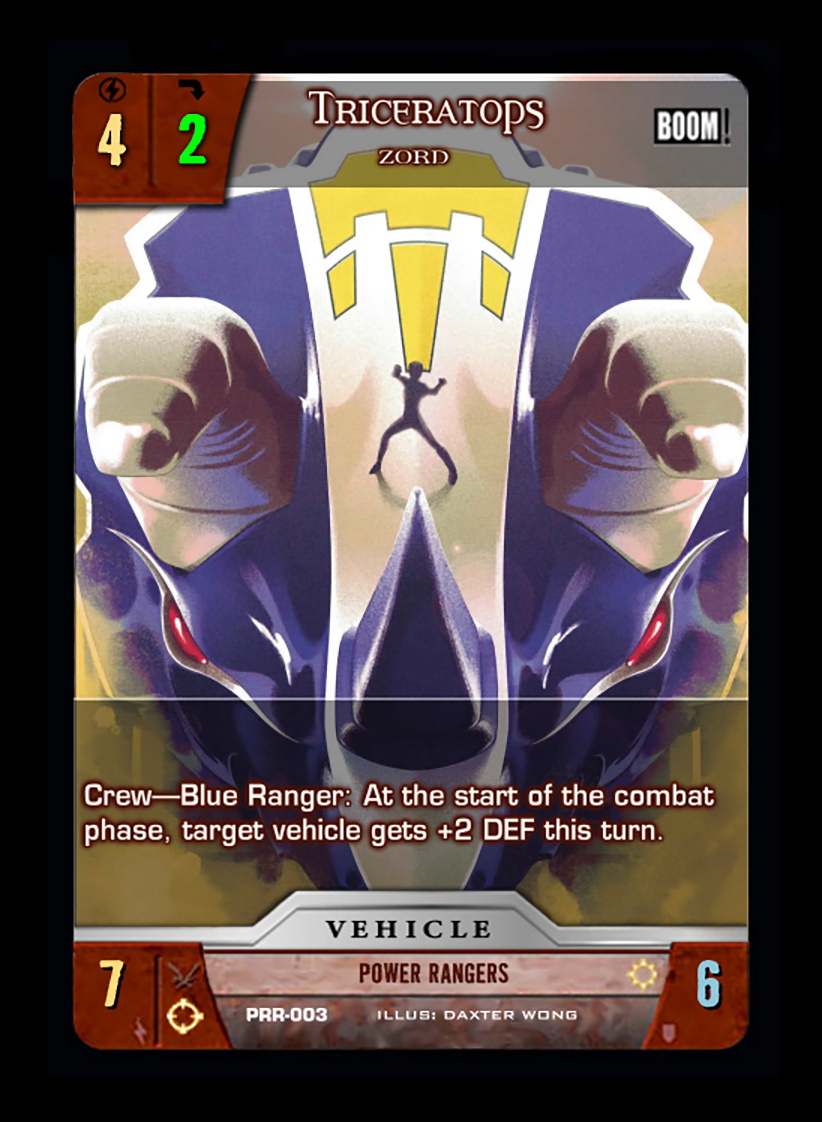 4 2
Triceratops
ZORD
BOOM!
Crew—Blue Ranger: At the start of the combat
phase, target vehicle gets +2 DEF this turn.
VEHICLE
7
POWER RANGERS
6
PRR-003 ILLUS: DAXTER WONG